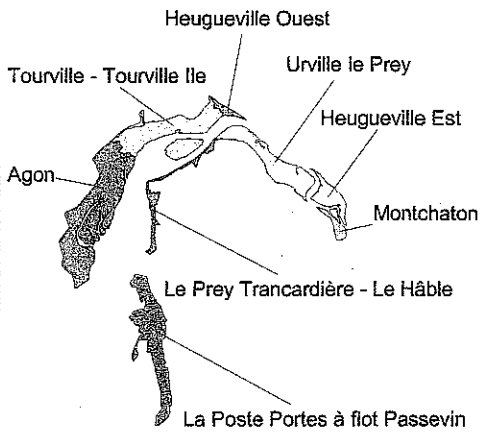 Heugueville Ouest
Tourville - Tourville Ile
Urville le Prey
Heugueville Est
Agon
Montchaton
Le Prey Trancardière - Le Hâble
La Poste Portes à flot Passevin